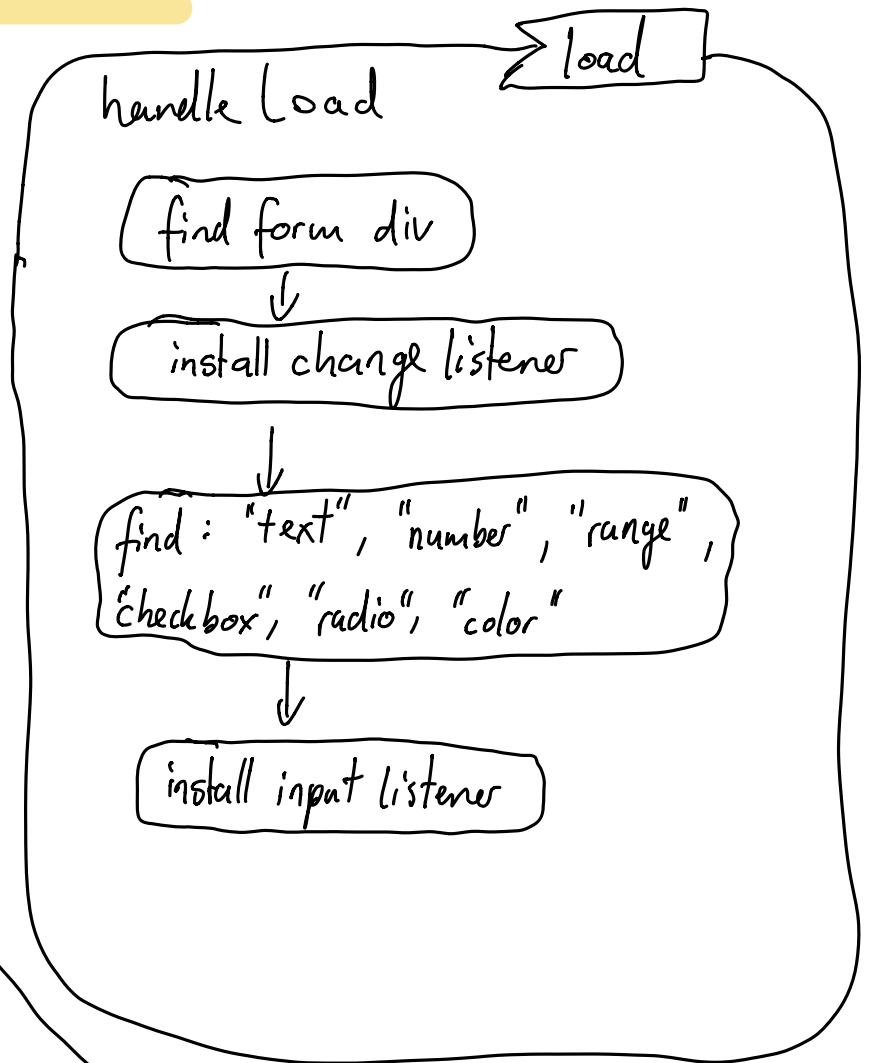 load
handle Load
find form div
install change listener
find : "text", "number", "range",
"checkbox", "radio", "color"
install input listener